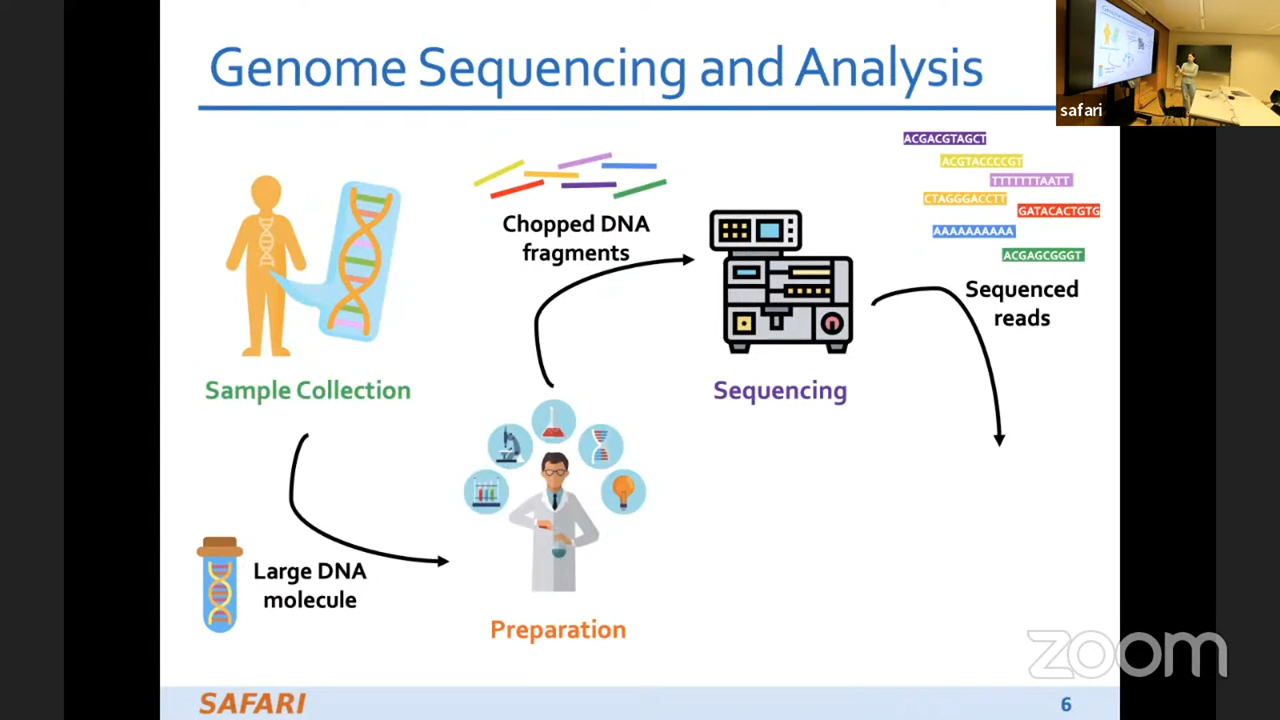 Genome Sequencing and Analysis
safari
ACGACGTAGCT
ACGTACCCCGT
TTTTTTTAATT
CTAGGGACCTT
GATACACTGTG
AAAAAAAAAA
ACGAGCGGGT
Chopped DNA
fragments
Sequenced
reads
Sample Collection
Sequencing
Large DNA
molecule
Preparation
zoom
SAFARI
6